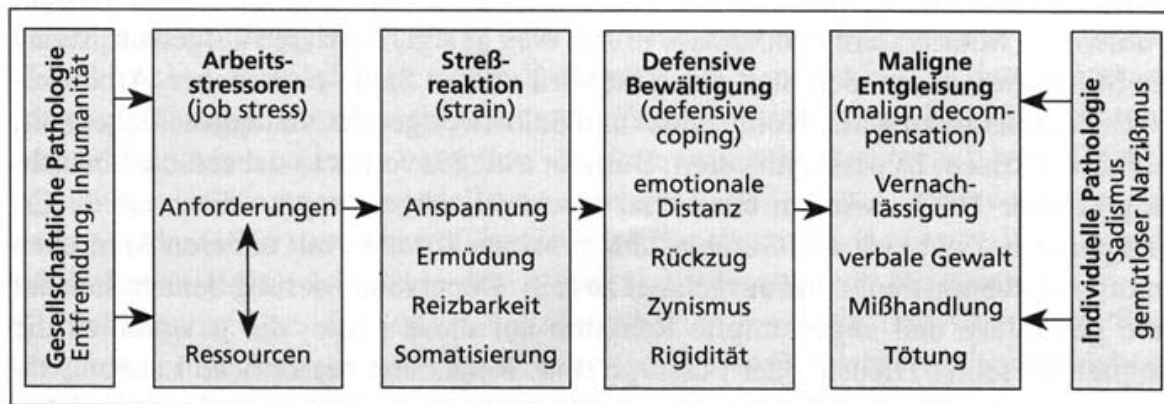 Gesellschaftliche Pathologie
Entfremdung, Inhumanität
Arbeits-
stressoren
(job stress)
Anforderungen
Ressourcen
Streß-
reaktion
(strain)
Anspannung
Ermüdung
Reizbarkeit
Somatisierung
Defensive
Bewältigung
(defensive
coping)
emotionale
Distanz
Rückzug
Zynismus
Rigidität
Maligne
Entgleisung
(malign decom-
pensation)
Vernach-
lässigung
verbale Gewalt
Mißhandlung
Tötung
Individuelle Pathologie
Sadismus
gemütloser Narzißmus